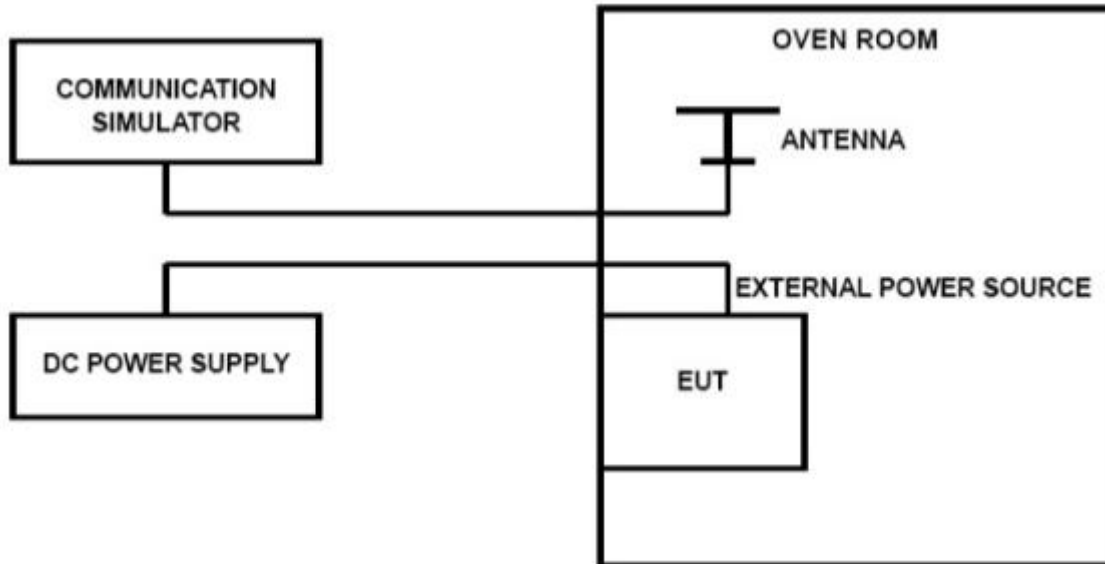 OVEN ROOM
COMMUNICATION
SIMULATOR
ANTENNA
EXTERNAL POWER SOURCE
DC POWER SUPPLY
EUT